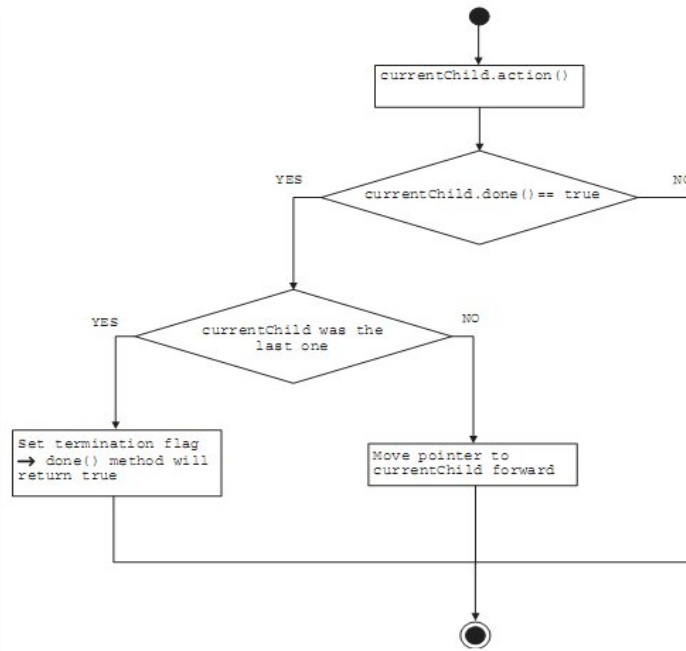 currentChild.action()
YES
NO
currentChild.done()== true
YES
NO
currentChild was the
last one
Set termination flag
→ done() method will
return true
Move pointer to
currentChild forward